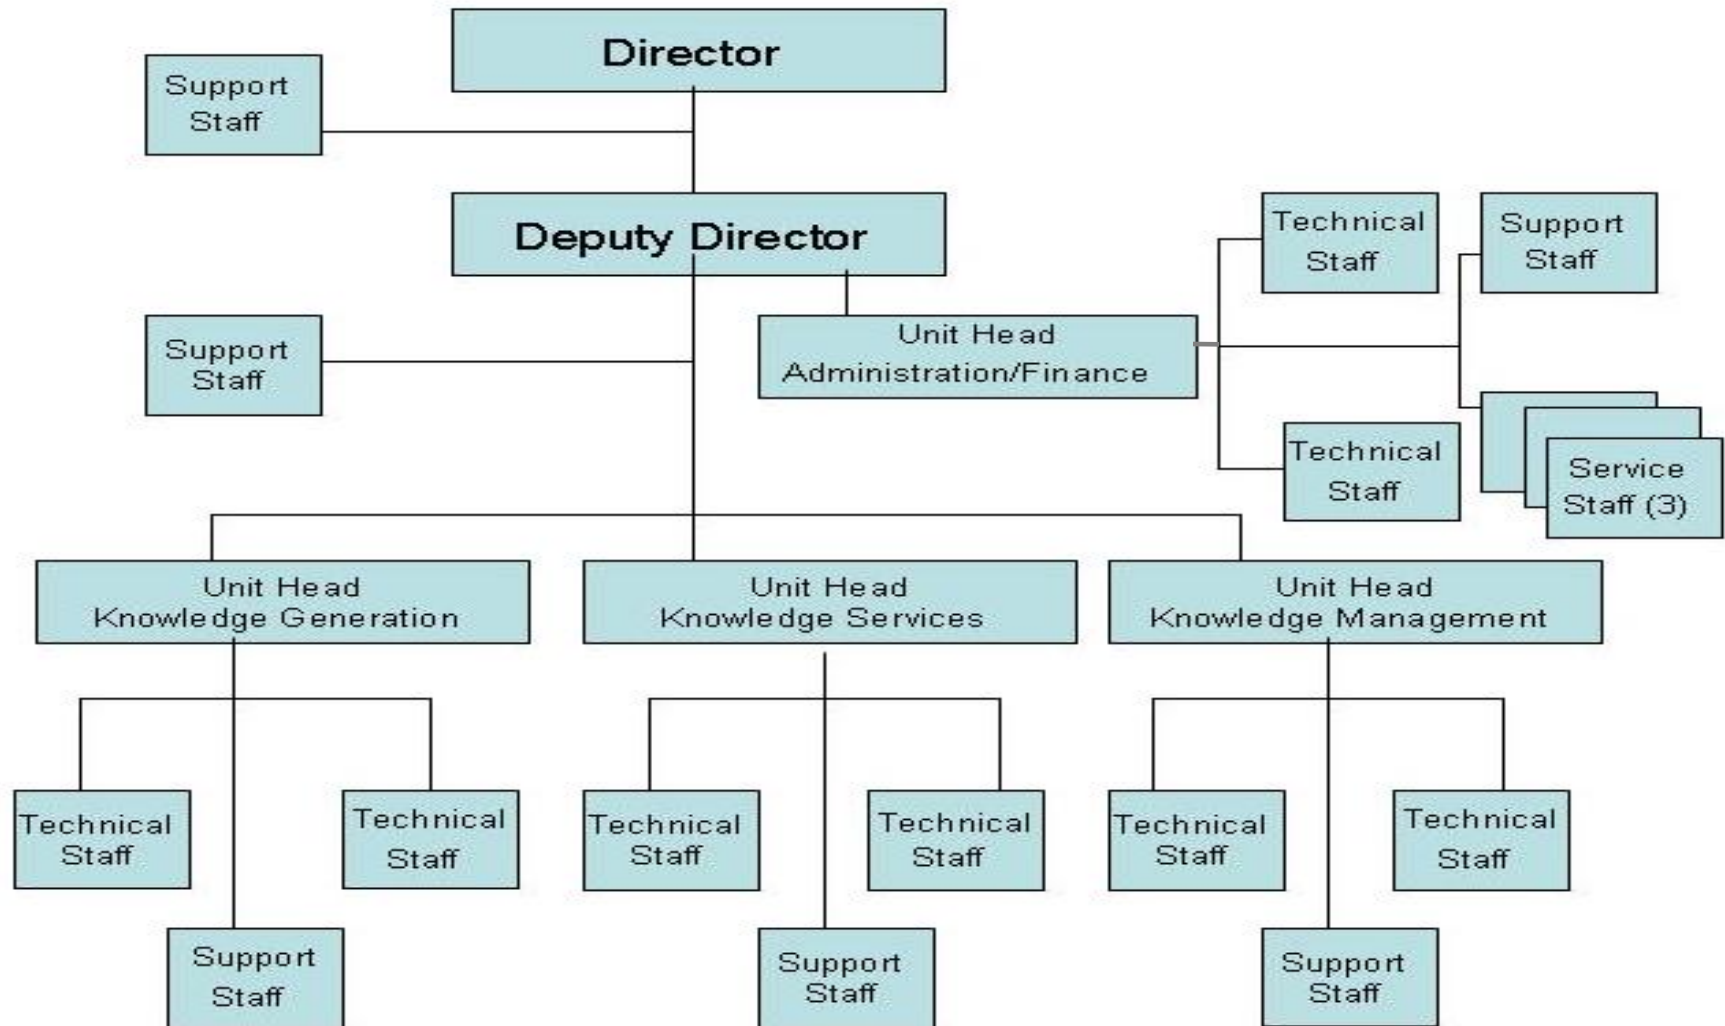 Director
Support
Staff
Deputy Director
Technical
Staff
Support
Staff
Support
Staff
Unit Head
Administration/Finance
Technical
Staff
Service
Staff (3)
Unit Head
Knowledge Generation
Unit Head
Knowledge Services
Unit Head
Knowledge Management
Technical
Staff
Technical
Staff
Technical
Staff
Technical
Staff
Technical
Staff
Technical
Staff
Support
Staff
Support
Staff
Support
Staff